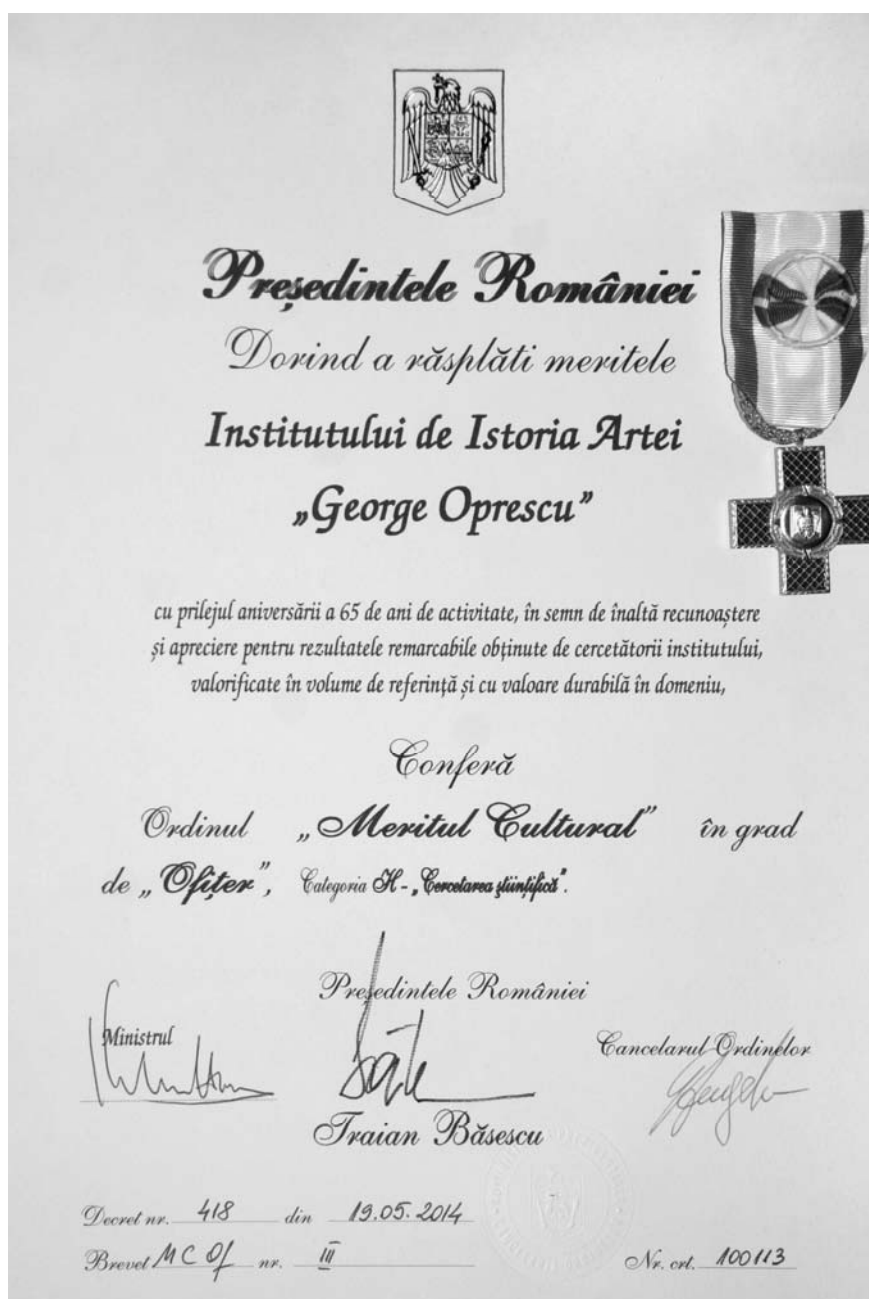 Președintele României
Dorind a răsplăti meritele
Institutului de Istoria Artei
„George Oprescu”
cu prilejul aniversării a 65 de ani de activitate, în semn de înaltă recunoaștere
și apreciere pentru rezultatele remarcabile obținute de cercetătorii institutului,
valorificate în volume de referință și cu valoare durabilă în domeniu,
Conferă
Ordinul „Meritul Cultural” în grad
de „Ofițer”, Categoria H - „Cercetarea științifică”.
Președintele României
Ministrul
Cancelarul Ordinelor
Traian Băsescu
Decret nr. 418 din 19.05.2014
Brevet MC Of nr. III
Nr. crt. 100113